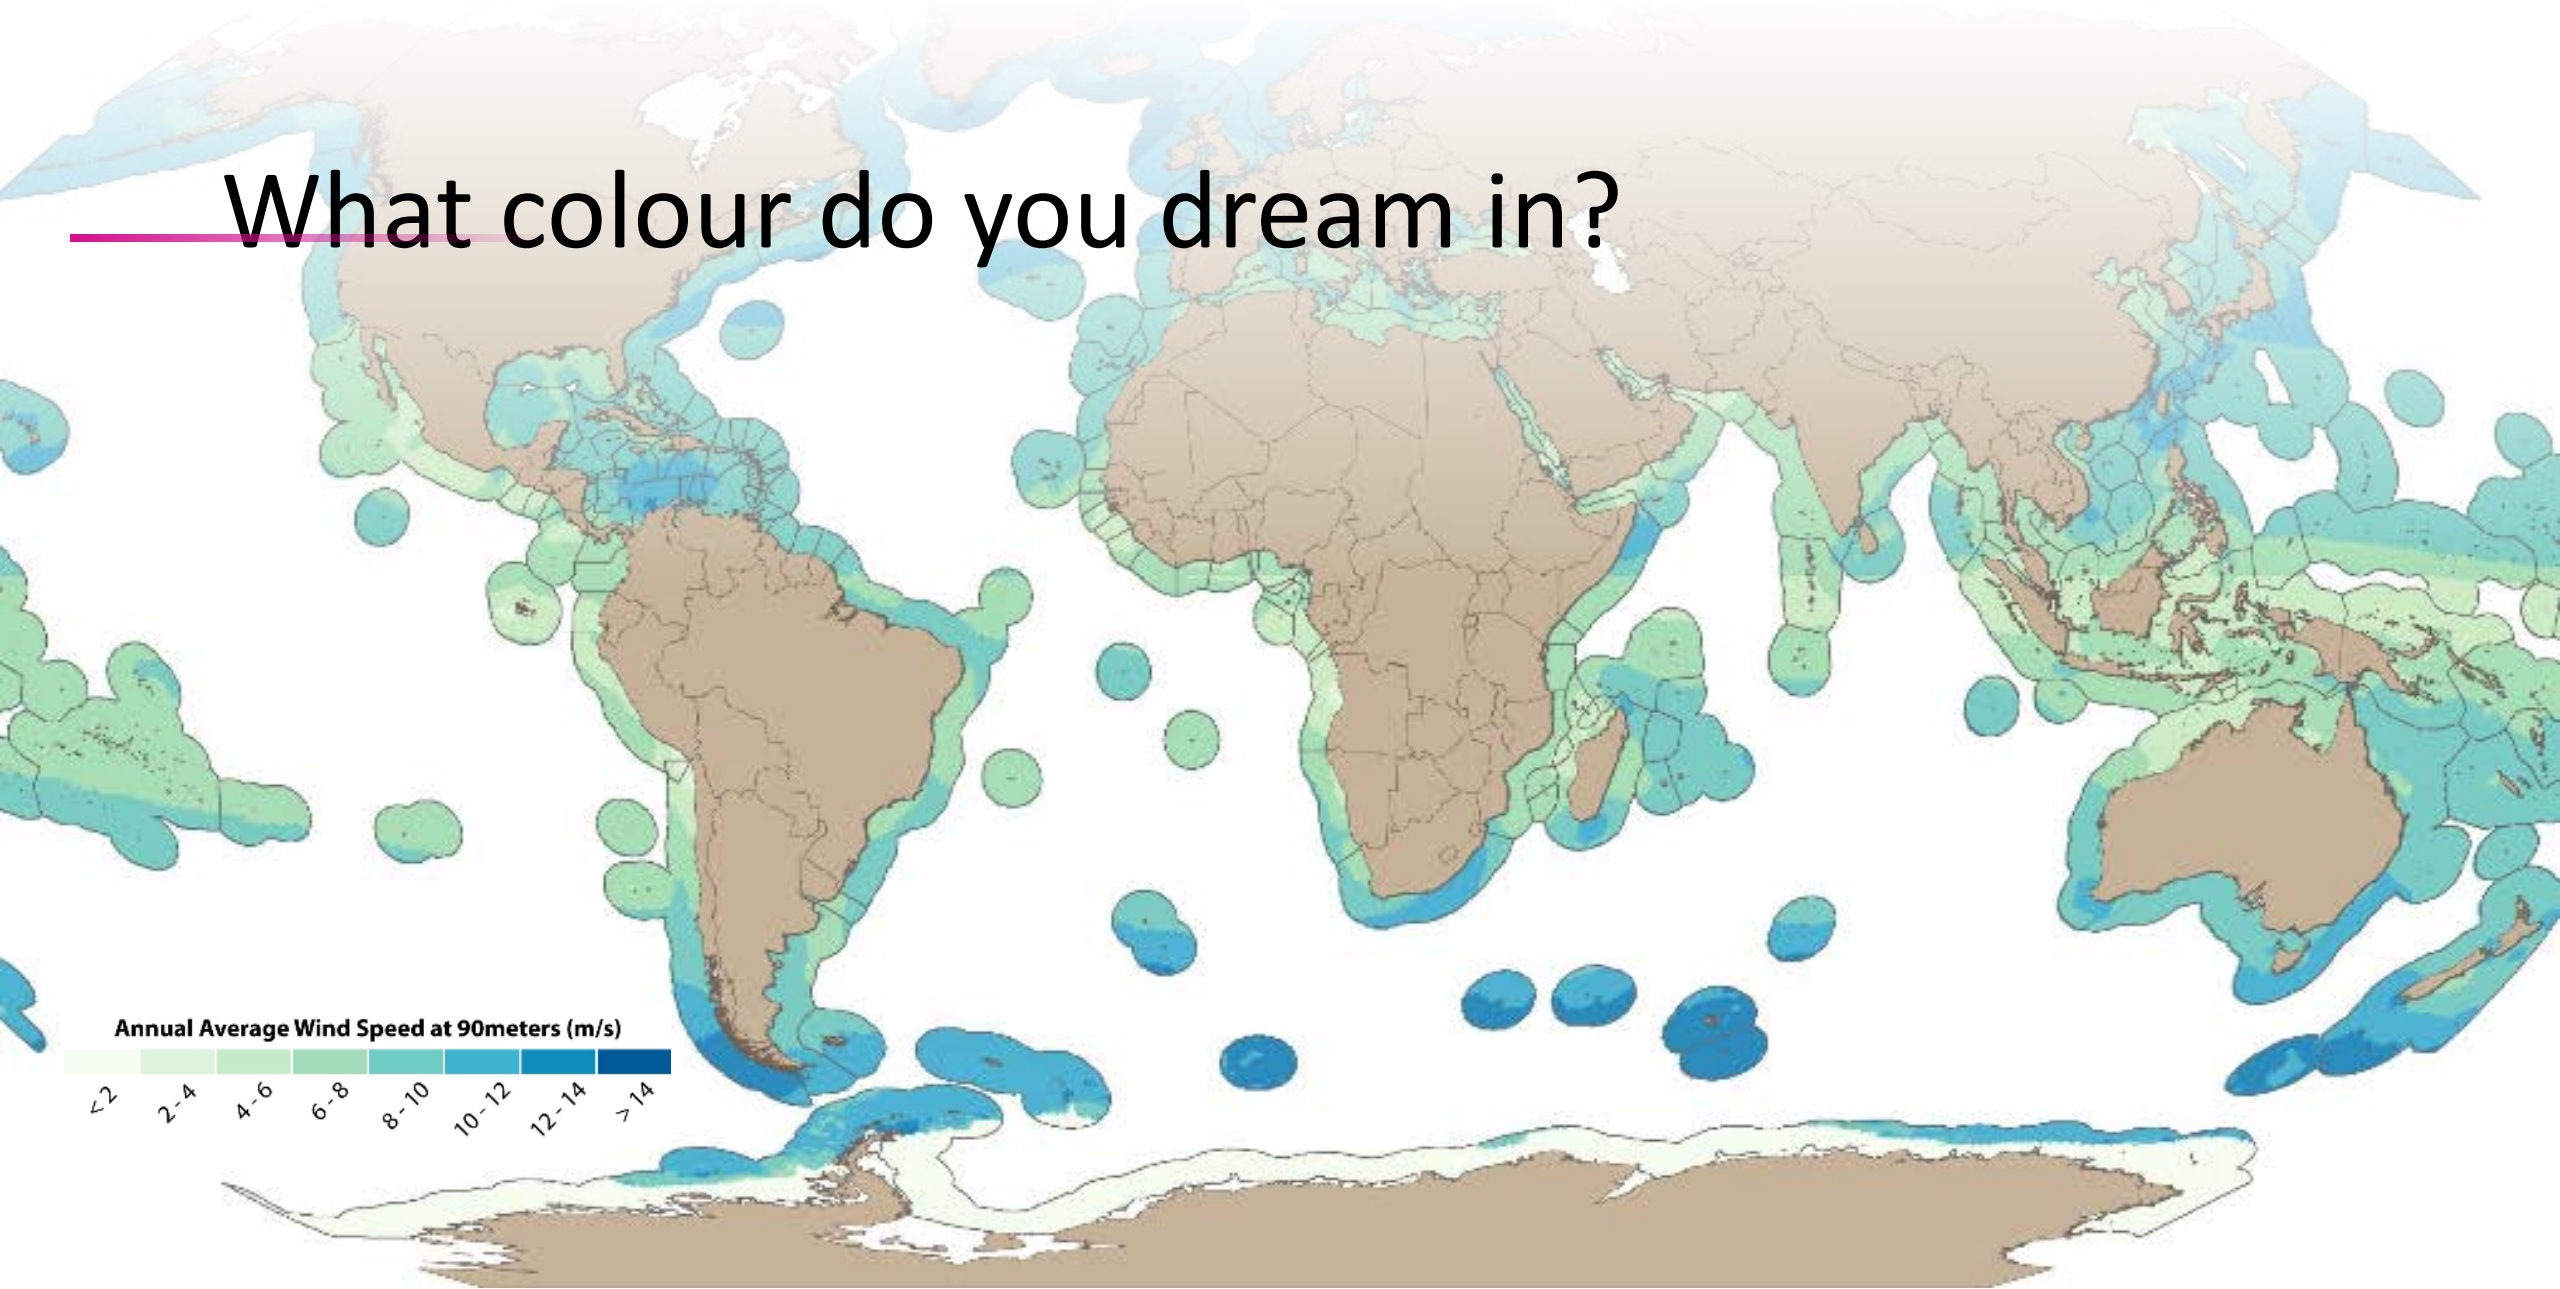 What colour do you dream in?
Annual Average Wind Speed at 90meters (m/s)
< 2
2 - 4
4 - 6
6 - 8
8 - 10
10 - 12
12 - 14
> 14